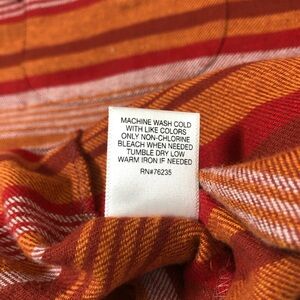 MACHINE WASH COLD
WITH LIKE COLORS
ONLY NON-CHLORINE
BLEACH WHEN NEEDED
TUMBLE DRY LOW
WARM IRON IF NEEDED
RN#76235